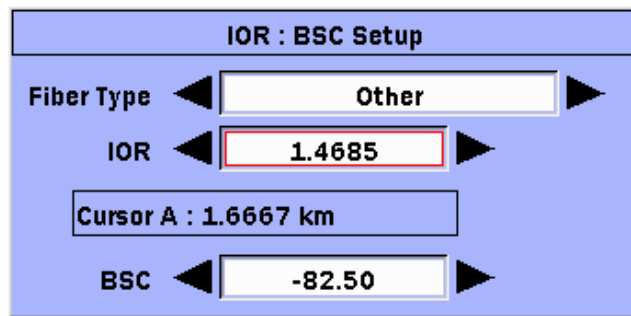 IOR : BSC Setup
Fiber Type Other
IOR 1.4685
Cursor A : 1.6667 km
BSC -82.50